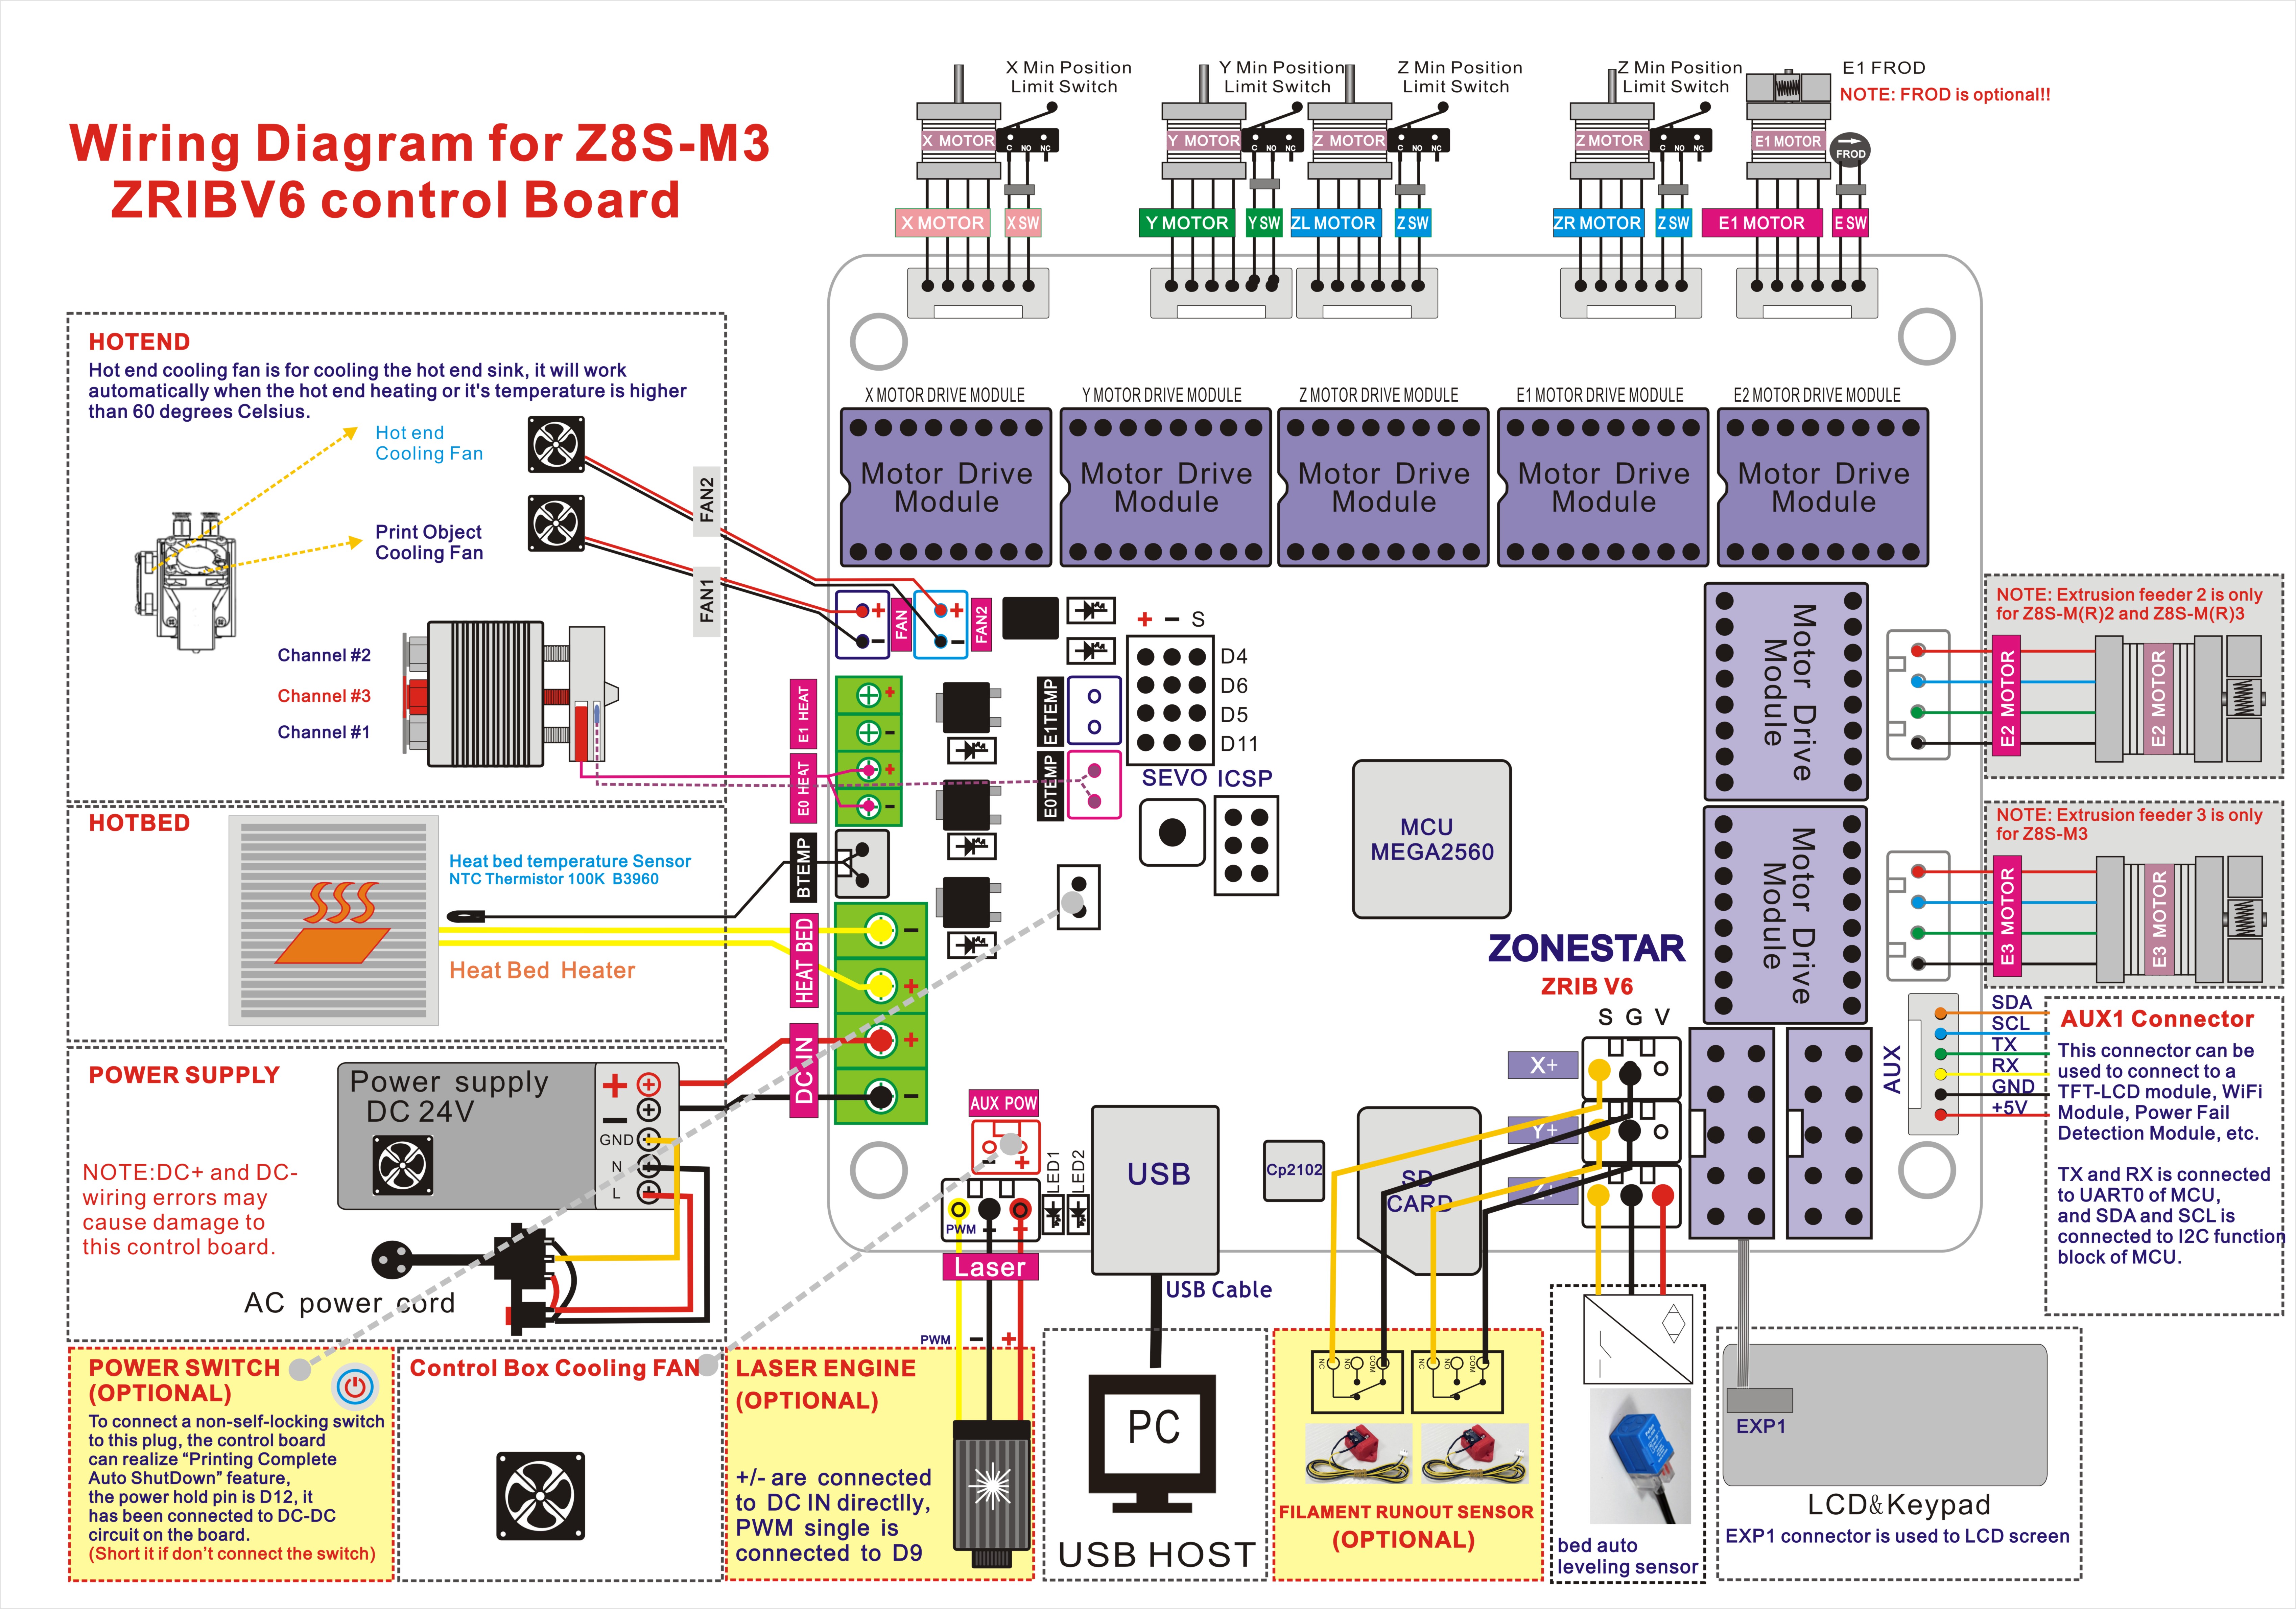 Wiring Diagram for Z8S-M3
ZRIBV6 control Board
X Min Position
Limit Switch
Y Min Position
Limit Switch
Z Min Position
Limit Switch
Z Min Position
Limit Switch
E1 FROD
NOTE: FROD is optional!!
X MOTOR
C NO NC
Y MOTOR
C NO NC
Z MOTOR
C NO NC
Z MOTOR
C NO NC
E1 MOTOR
FROD
X MOTOR
X SW
Y MOTOR
Y SW
ZL MOTOR
Z SW
ZR MOTOR
Z SW
E1 MOTOR
E SW
HOTEND
Hot end cooling fan is for cooling the hot end sink, it will work
automatically when the hot end heating or it's temperature is higher
than 60 degrees Celsius.
Hot end
Cooling Fan
Print Object
Cooling Fan
FAN2
FAN1
Channel #2
Channel #3
Channel #1
X MOTOR DRIVE MODULE
Y MOTOR DRIVE MODULE
Z MOTOR DRIVE MODULE
E1 MOTOR DRIVE MODULE
E2 MOTOR DRIVE MODULE
Motor Drive
Module
Motor Drive
Module
Motor Drive
Module
Motor Drive
Module
Motor Drive
Module
+
-
FAN
+
-
FAN2
+ - S
D4
D6
D5
D11
SEVO
ICSP
E1 HEAT
+
-
E0 HEAT
+
-
E1TEMP
E0TEMP
BTEMP
HEAT BED
-
+
DC IN
+
-
Motor Drive
Module
Motor Drive
Module
MCU
MEGA2560
ZONESTAR
ZRIB V6
NOTE: Extrusion feeder 2 is only
for Z8S-M(R)2 and Z8S-M(R)3
E2 MOTOR
E2 MOTOR
NOTE: Extrusion feeder 3 is only
for Z8S-M3
E3 MOTOR
E3 MOTOR
HOTBED
Heat bed temperature Sensor
NTC Thermistor 100K B3960
Heat Bed Heater
POWER SUPPLY
Power supply
DC 24V
+
-
GND
N
L
NOTE:DC+ and DC-
wiring errors may
cause damage to
this control board.
AC power cord
S G V
X+
Y+
Z+
AUX
SDA
SCL
TX
RX
GND
+5V
AUX1 Connector
This connector can be
used to connect to a
TFT-LCD module, WiFi
Module, Power Fail
Detection Module, etc.
TX and RX is connected
to UART0 of MCU,
and SDA and SCL is
connected to I2C function
block of MCU.
AUX POW
- +
LED1
LED2
PWM - +
Laser
USB
USB Cable
Cp2102
SD
CARD
POWER SWITCH
(OPTIONAL)
To connect a non-self-locking switch
to this plug, the control board
can realize “Printing Complete
Auto ShutDown” feature,
the power hold pin is D12, it
has been connected to DC-DC
circuit on the board.
(Short it if don't connect the switch)
Control Box Cooling FAN
PWM - +
LASER ENGINE
(OPTIONAL)
+/- are connected
to DC IN directlly,
PWM single is
connected to D9
PC
USB HOST
NC NO COM
NC NO COM
FILAMENT RUNOUT SENSOR
(OPTIONAL)
bed auto
leveling sensor
EXP1
LCD&Keypad
EXP1 connector is used to LCD screen